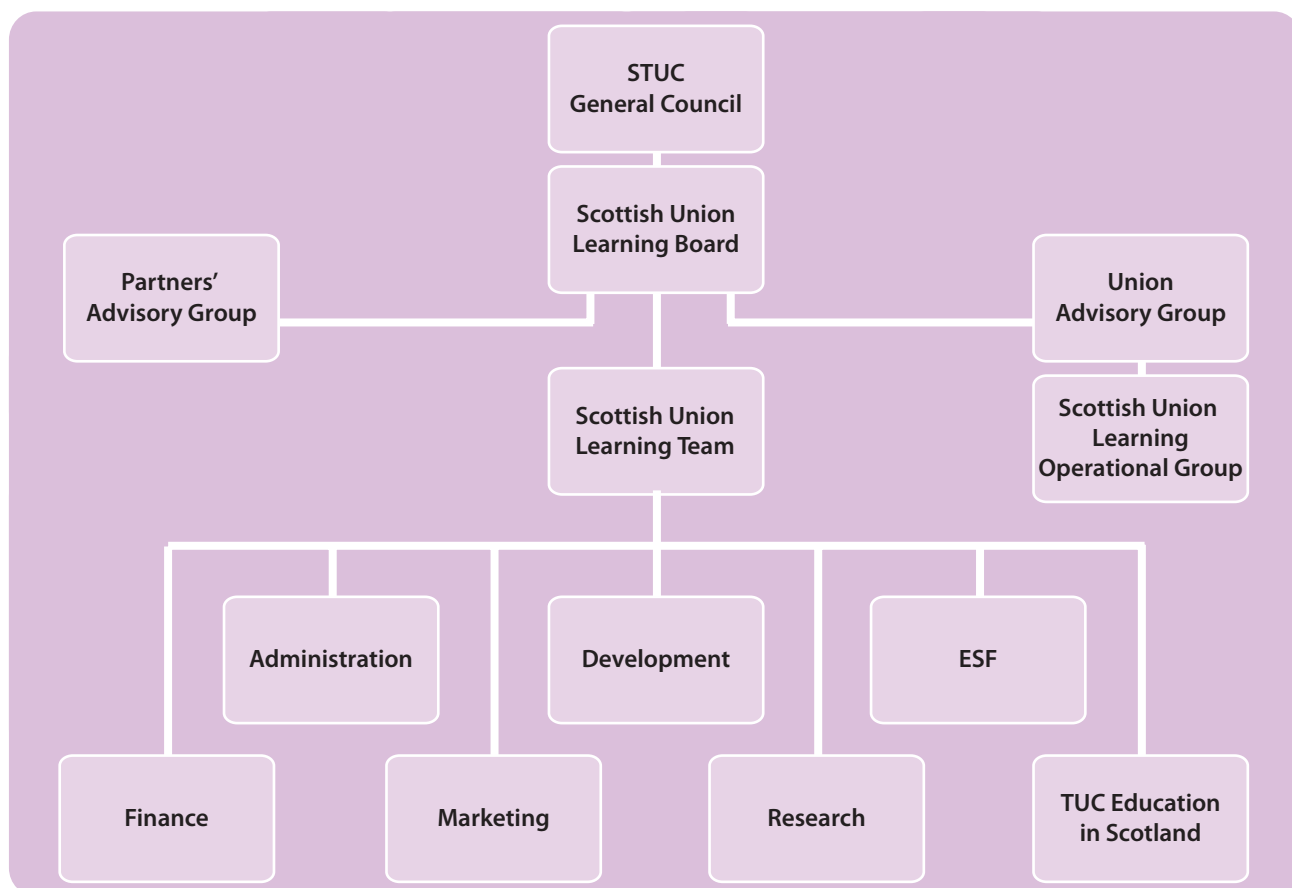 STUC
General Council
Scottish Union
Learning Board
Partners’
Advisory Group
Union
Advisory Group
Scottish Union
Learning Team
Scottish Union
Learning
Operational Group
Administration
Development
ESF
Finance
Marketing
Research
TUC Education
in Scotland